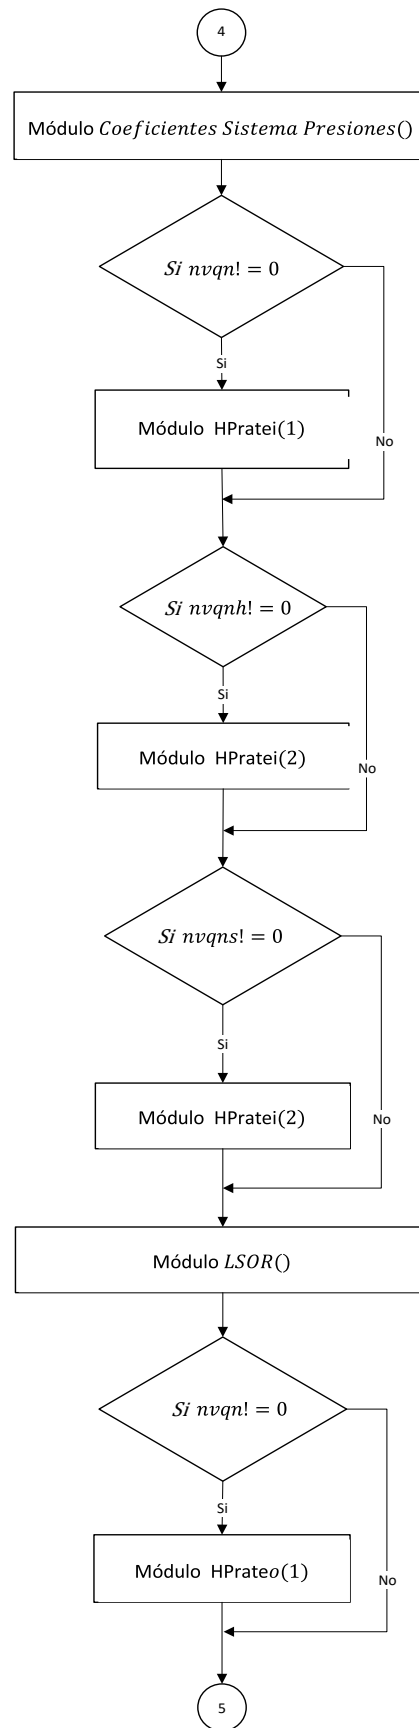 4
Módulo Coeficientes Sistema Presiones()
Si nvqn! = 0
Si
Módulo HPratei(1)
No
Si nvqnh! = 0
Si
Módulo HPratei(2)
No
Si nvqns! = 0
Si
Módulo HPratei(2)
No
Módulo LSOR()
Si nvqn! = 0
Si
Módulo HPrateo(1)
No
5